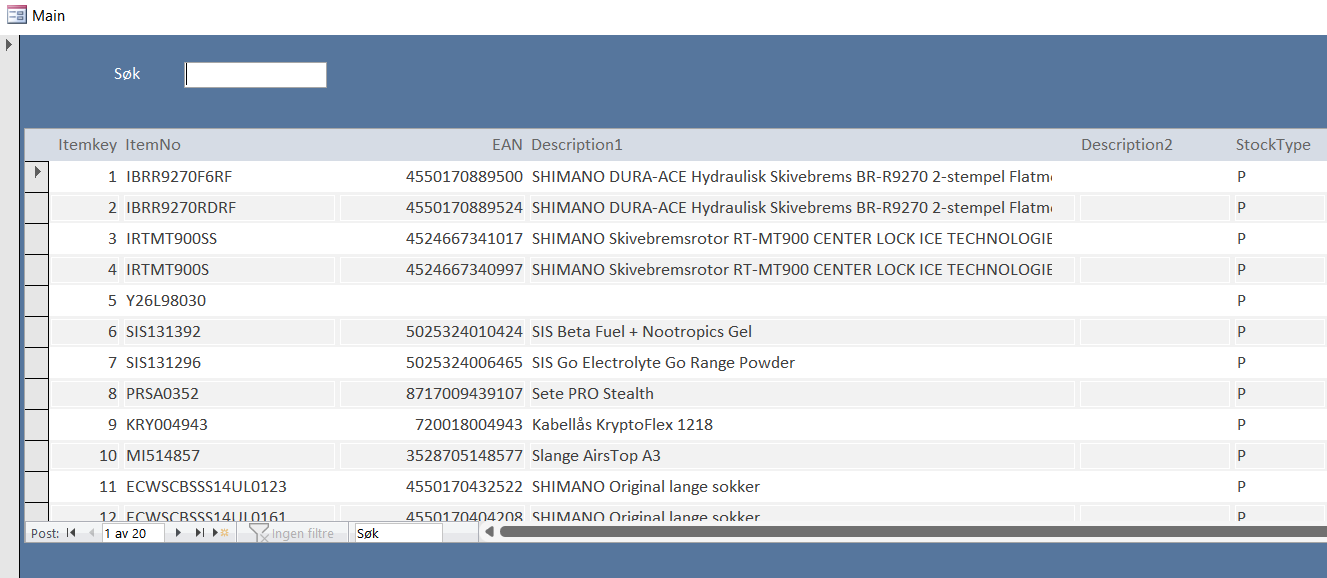 Main
Søk
Itemkey ItemNo EAN Description1 Description2 StockType
1 IBRR9270F6RF 4550170889500 SHIMANO DURA-ACE Hydraulisk Skivebrems BR-R9270 2-stempel Flatm P
2 IBRR9270RDRF 4550170889524 SHIMANO DURA-ACE Hydraulisk Skivebrems BR-R9270 2-stempel Flatm P
3 IRTMT900SS 4524667341017 SHIMANO Skivebremsrotor RT-MT900 CENTER LOCK ICE TECHNOLOGIE P
4 IRTMT900S 4524667340997 SHIMANO Skivebremsrotor RT-MT900 CENTER LOCK ICE TECHNOLOGIE P
5 Y26L98030 P
6 SIS131392 5025324010424 SIS Beta Fuel + Nootropics Gel P
7 SIS131296 5025324006465 SIS Go Electrolyte Go Range Powder P
8 PRSA0352 8717009439107 Sete PRO Stealth P
9 KRY004943 720018004943 Kabellås KryptoFlex 1218 P
10 MI514857 3528705148577 Slange AirsTop A3 P
11 ECWSCBSSS14UL0123 4550170432522 SHIMANO Original lange sokker P
12 ECWSCBSSS14UL0161 4550170404208 SHIMANO Original lange sokker P
Post: 1 av 20 Ingen filtre Søk